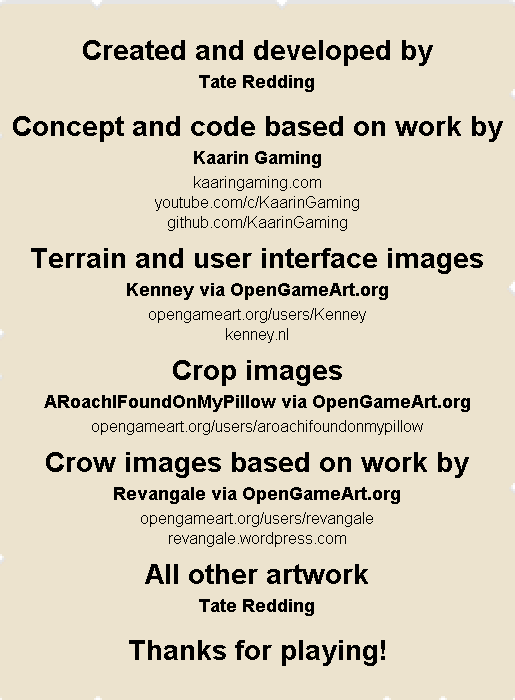 Created and developed by
Tate Redding
Concept and code based on work by
Kaarin Gaming
kaaringaming.com
youtube.com/c/KaarinGaming
github.com/KaarinGaming
Terrain and user interface images
Kenney via OpenGameArt.org
opengameart.org/users/Kenney
kenney.nl
Crop images
ARoachIFoundOnMyPillow via OpenGameArt.org
opengameart.org/users/aroachifoundonmypillow
Crow images based on work by
Revangale via OpenGameArt.org
opengameart.org/users/revangale
revangale.wordpress.com
All other artwork
Tate Redding
Thanks for playing!